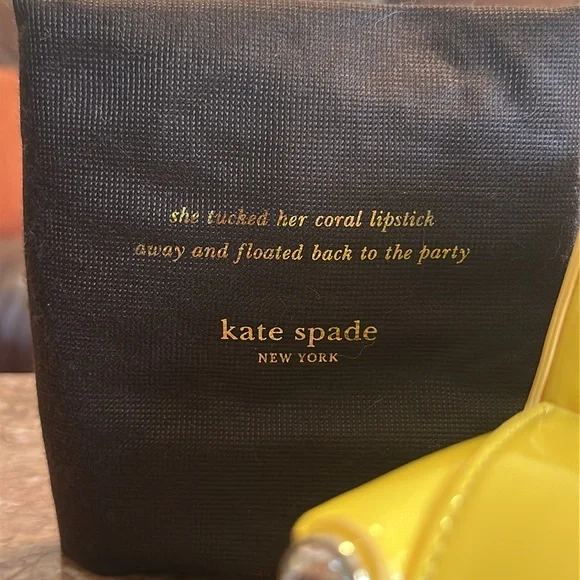 she tucked her coral lipstick
away and floated back to the party
kate spade
NEW YORK